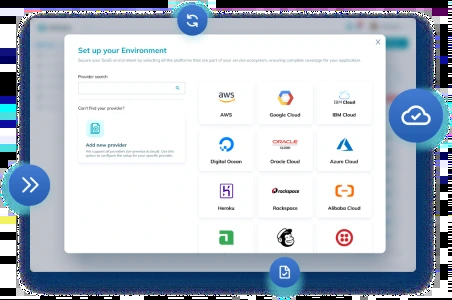 Set up your Environment
Secure your SaaS environment by selecting all the platforms that are part of your service ecosystem, ensuring complete coverage for your application.
Provider search
Can't find your provider?
Add new provider
aws
AWS
Google Cloud
IBM Cloud
IBM Cloud
Digital Ocean
ORACLE
CLOUD
Oracle Cloud
Azure Cloud
Heroku
rackspace
Rackspace
Alibaba Cloud